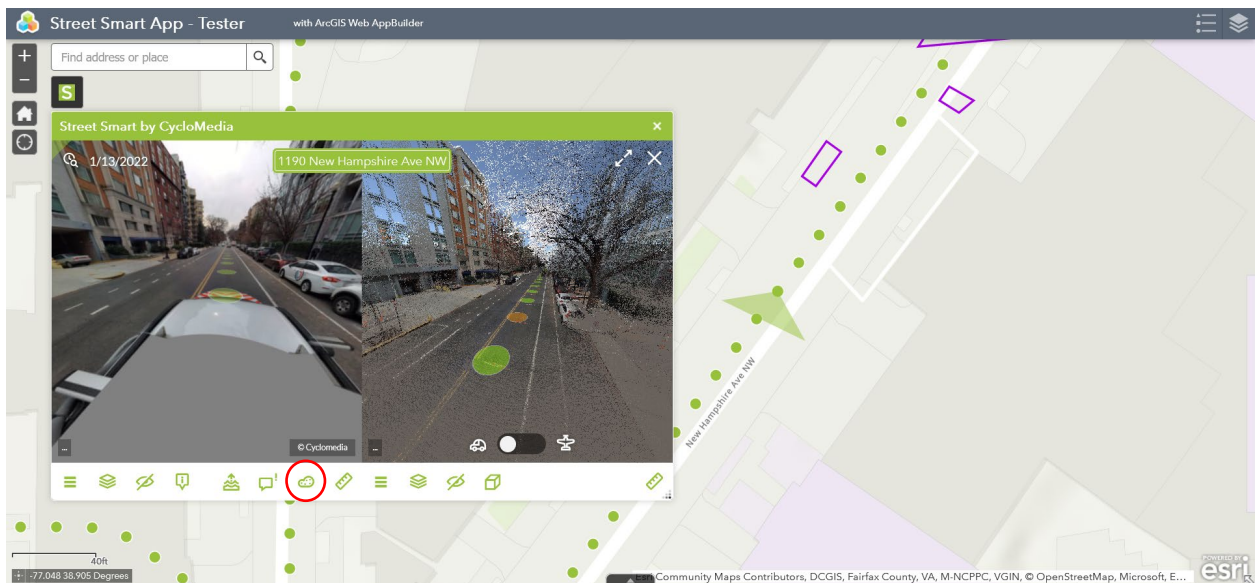 Street Smart App - Tester
with ArcGIS Web AppBuilder
+
Find address or place
−
S
Street Smart by CycloMedia
×
1/13/2022
1190 New Hampshire Ave NW
© Cyclomedia
...
...
New Hampshire Ave NW
40ft
-77.048 38.905 Degrees
Esri Community Maps Contributors, DCGIS, Fairfax County, VA, M-NCPPC, VGIN, © OpenStreetMap, Microsoft, E...
POWERED BY
esri